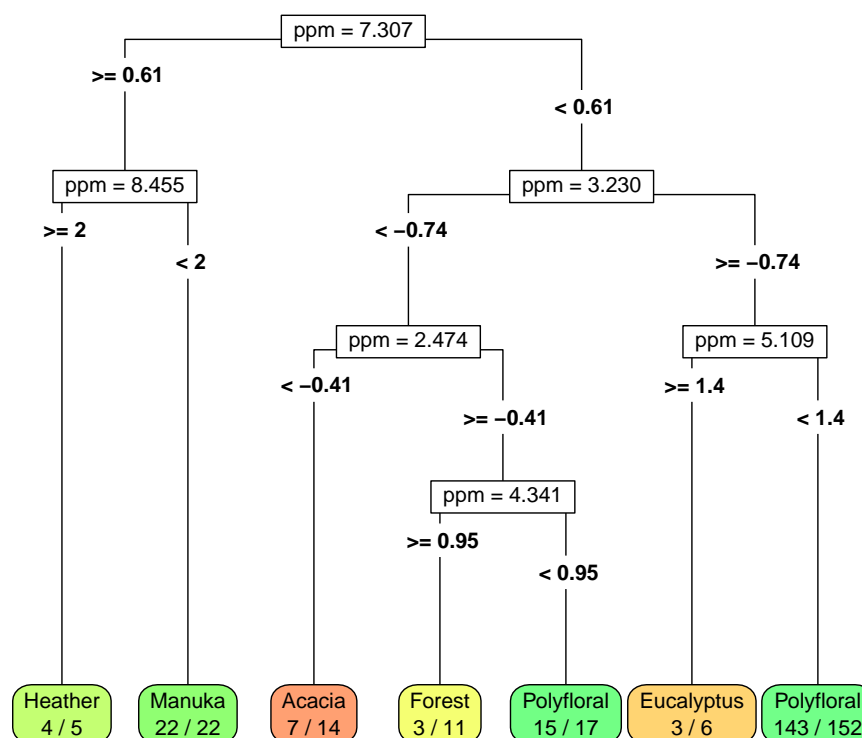 ppm = 7.307
>= 0.61
< 0.61
ppm = 8.455
ppm = 3.230
>= 2
< 2
< −0.74
>= −0.74
ppm = 2.474
ppm = 5.109
< −0.41
>= −0.41
>= 1.4
< 1.4
ppm = 4.341
>= 0.95
< 0.95
Heather
4 / 5
Manuka
22 / 22
Acacia
7 / 14
Forest
3 / 11
Polyfloral
15 / 17
Eucalyptus
3 / 6
Polyfloral
143 / 152